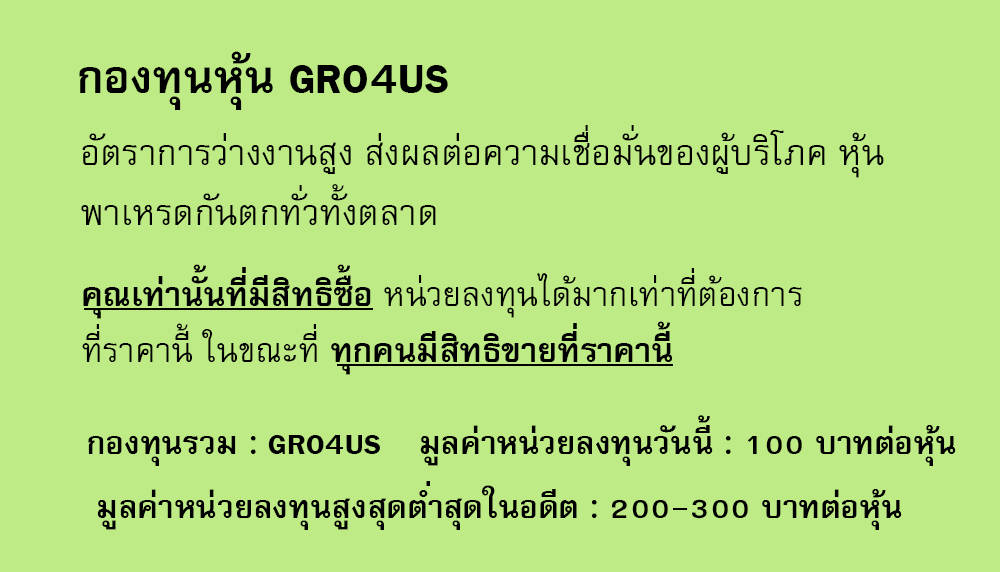 กองทุนหุ้น GRO4US
อัตราการว่างงานสูง ส่งผลต่อความเชื่อมั่นของผู้บริโภค หุ้น
พาเหรดกันตกทั่วทั้งตลาด
คุณเท่านั้นที่มีสิทธิซื้อ หน่วยลงทุนได้มากเท่าที่ต้องการ
ที่ราคานี้ ในขณะที่ ทุกคนมีสิทธิขายที่ราคานี้
กองทุนรวม : GRO4US มูลค่าหน่วยลงทุนวันนี้ : 100 บาทต่อหุ้น
มูลค่าหน่วยลงทุนสูงสุดต่ำสุดในอดีต : 200-300 บาทต่อหุ้น